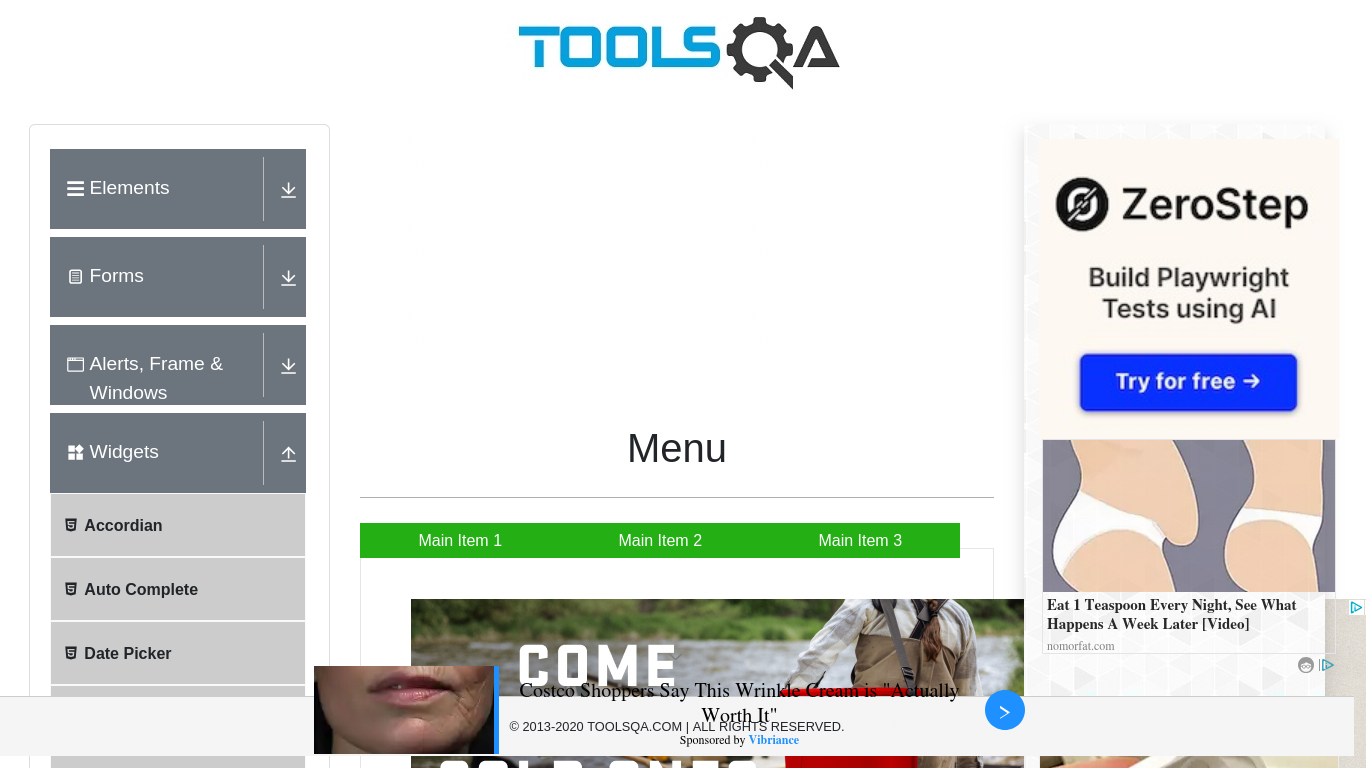 TOOLSQA
Elements
Forms
Alerts, Frame &
Windows
Widgets
Accordian
Auto Complete
Date Picker
Menu
Main Item 1
Main Item 2
Main Item 3
COME
Costco Shoppers Say This Wrinkle Cream is "Actually
Worth It"
Sponsored by Vibriance
© 2013-2020 TOOLSQA.COM | ALL RIGHTS RESERVED.
ZeroStep
Build Playwright
Tests using AI
Try for free →
Eat 1 Teaspoon Every Night, See What
Happens A Week Later [Video]
nomorfat.com